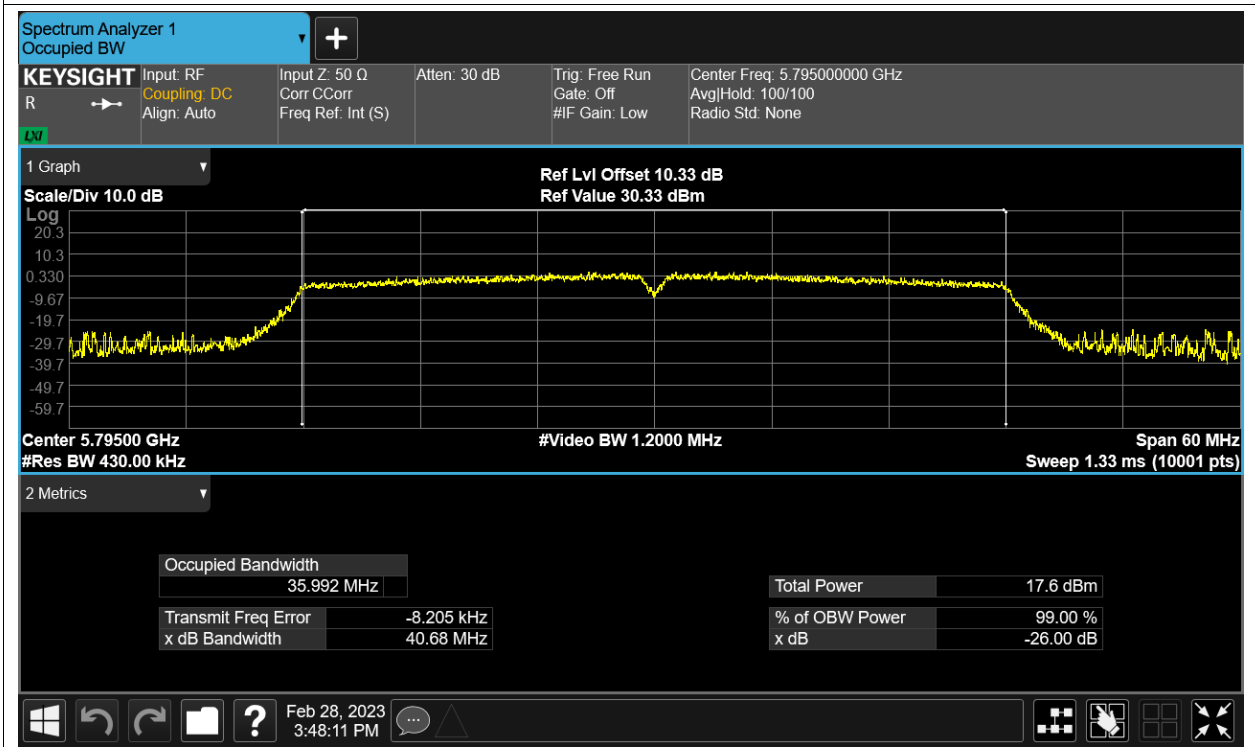 Spectrum Analyzer 1
Occupied BW
KEYSIGHT
R
LXI
Input: RF
Coupling: DC
Align: Auto
Input Z: 50 Ω
Corr CCorr
Freq Ref: Int (S)
Atten: 30 dB
Trig: Free Run
Gate: Off
#IF Gain: Low
Center Freq: 5.795000000 GHz
Avg|Hold: 100/100
Radio Std: None
1 Graph
Scale/Div 10.0 dB
Ref Lvl Offset 10.33 dB
Ref Value 30.33 dBm
Log
20.3
10.3
0.330
-9.67
-19.7
-29.7
-39.7
-49.7
-59.7
Center 5.79500 GHz
#Res BW 430.00 kHz
#Video BW 1.2000 MHz
Span 60 MHz
Sweep 1.33 ms (10001 pts)
2 Metrics
Occupied Bandwidth
35.992 MHz
Transmit Freq Error -8.205 kHz
x dB Bandwidth 40.68 MHz
Total Power 17.6 dBm
% of OBW Power 99.00 %
x dB -26.00 dB
?
Feb 28, 2023
3:48:11 PM